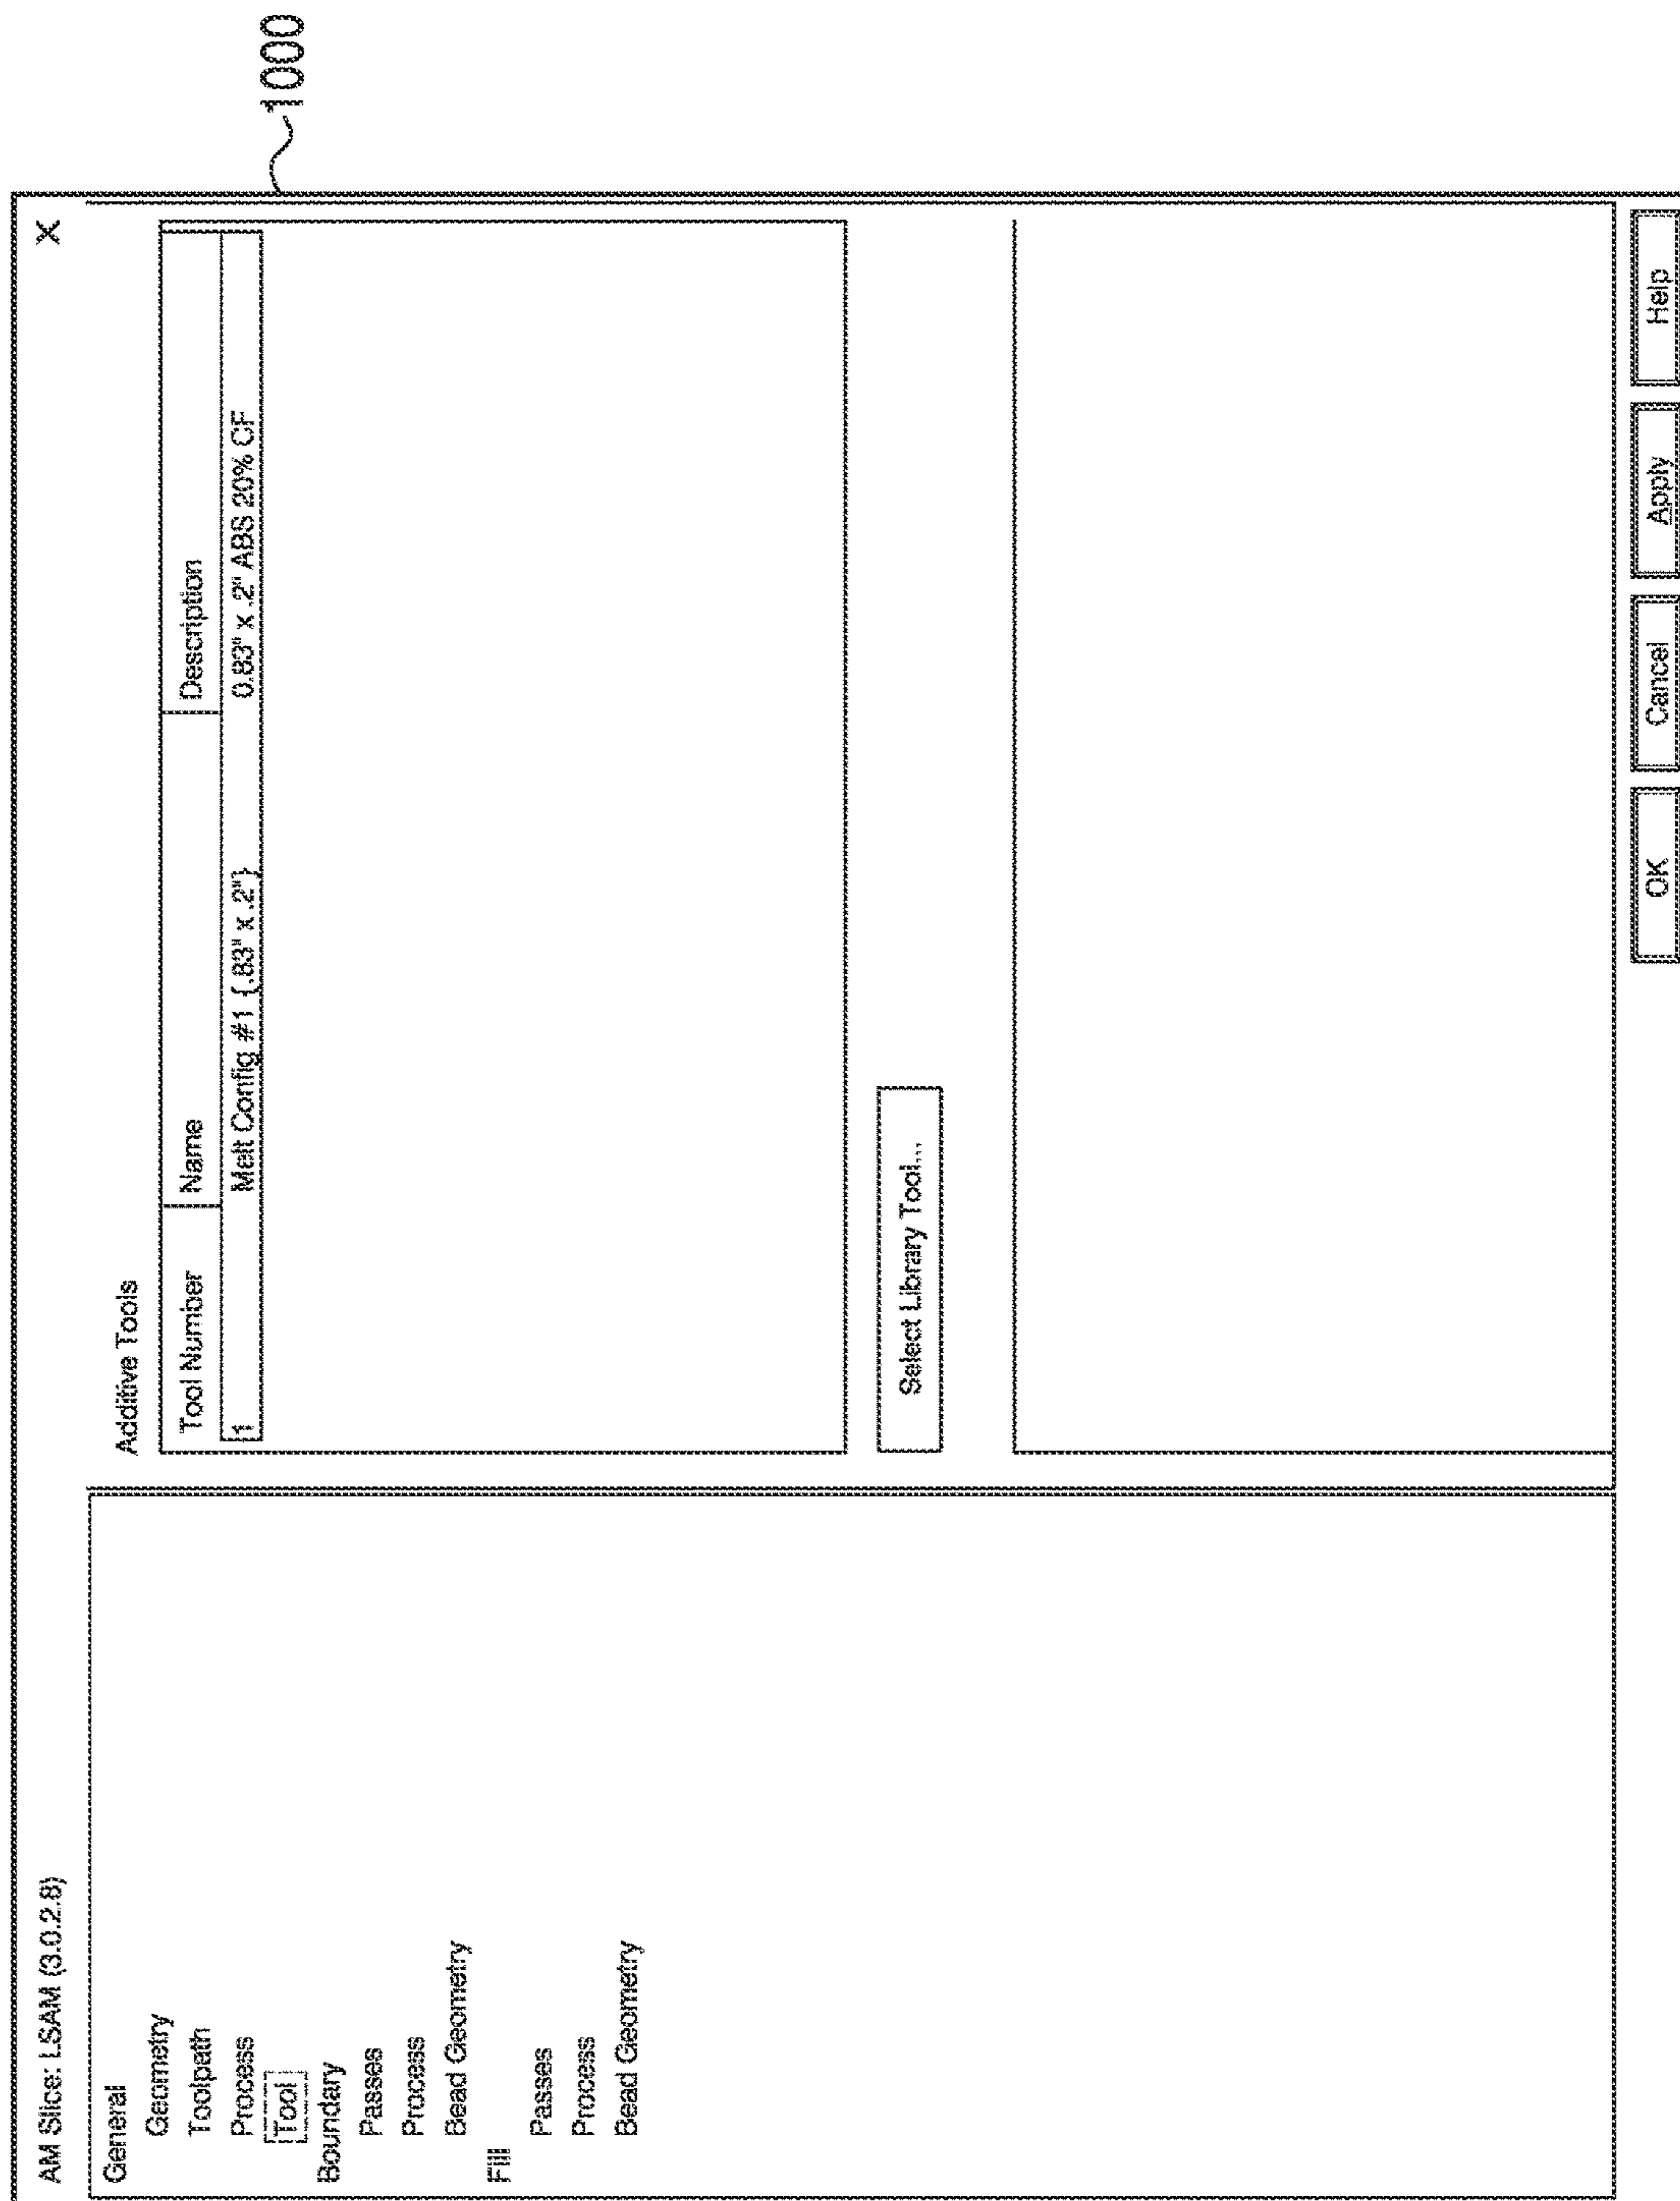 AM Slice: LSAM (3.0.2.8)
X
General
Geometry
Toolpath
Process
Tool
Boundary
Passes
Process
Bead Geometry
Fill
Passes
Process
Bead Geometry
Additive Tools
Tool Number Name Description
1 Melt Config #1 {.83" x .2"} 0.83" x .2" ABS 20% CF
Select Library Tool...
OK Cancel Apply Help
1000